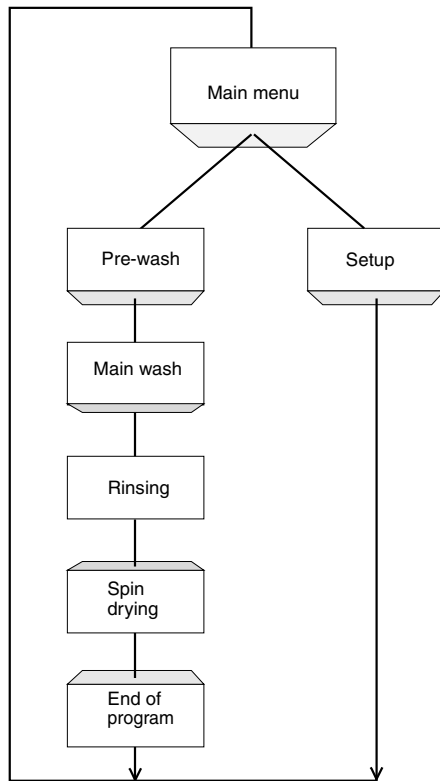 Main menu
Pre-wash
Setup
Main wash
Rinsing
Spin
drying
End of
program